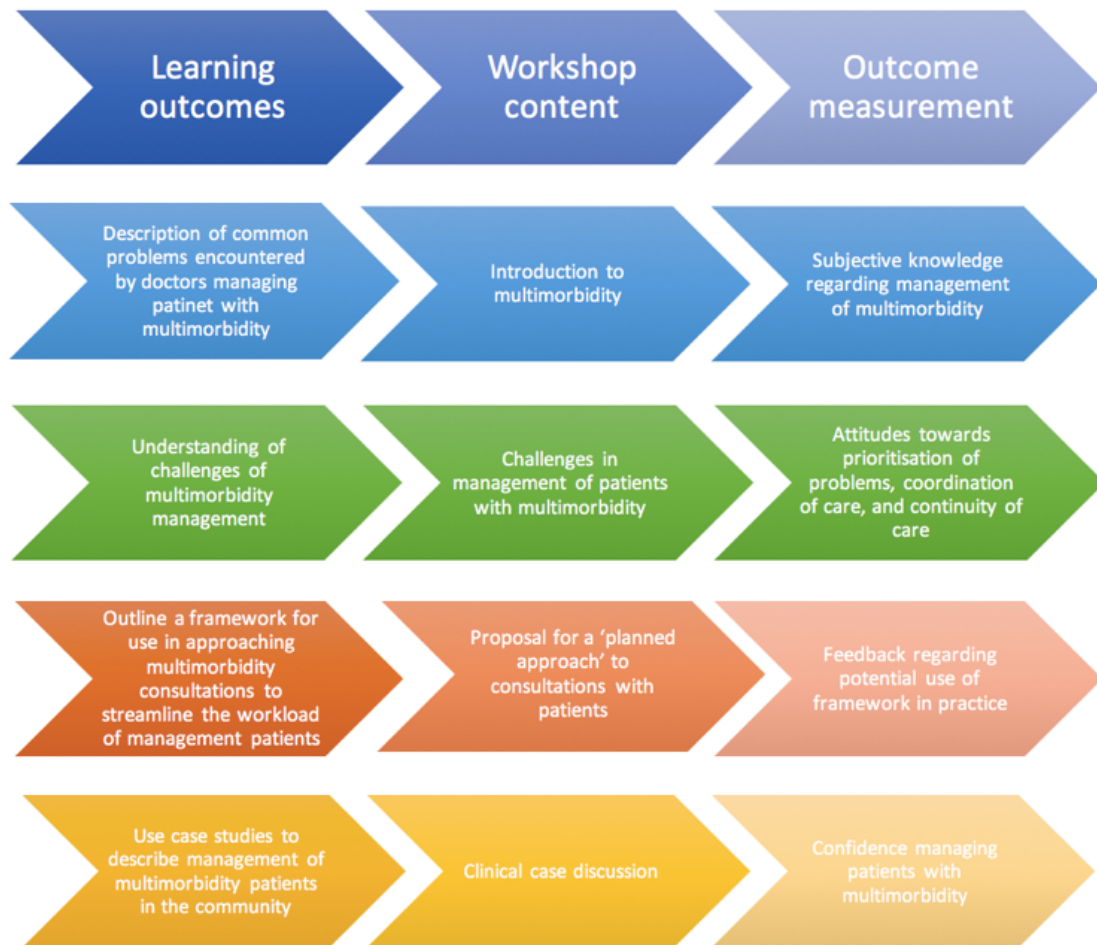 Learning
outcomes
Workshop
content
Outcome
measurement
Description of common
problems encountered
by doctors managing
patinet with
multimorbidity
Introduction to
multimorbidity
Subjective knowledge
regarding management
of multimorbidity
Understanding of
challenges of
multimorbidity
management
Challenges in
management of patients
with multimorbidity
Attitudes towards
prioritisation of
problems, coordination
of care, and continuity of
care
Outline a framework for
use in approaching
multimorbidity
consultations to
streamline the workload
of management patients
Proposal for a ‘planned
approach’ to
consultations with
patients
Feedback regarding
potential use of
framework in practice
Use case studies to
describe management of
multimorbidity patients
in the community
Clinical case discussion
Confidence managing
patients with
multimorbidity